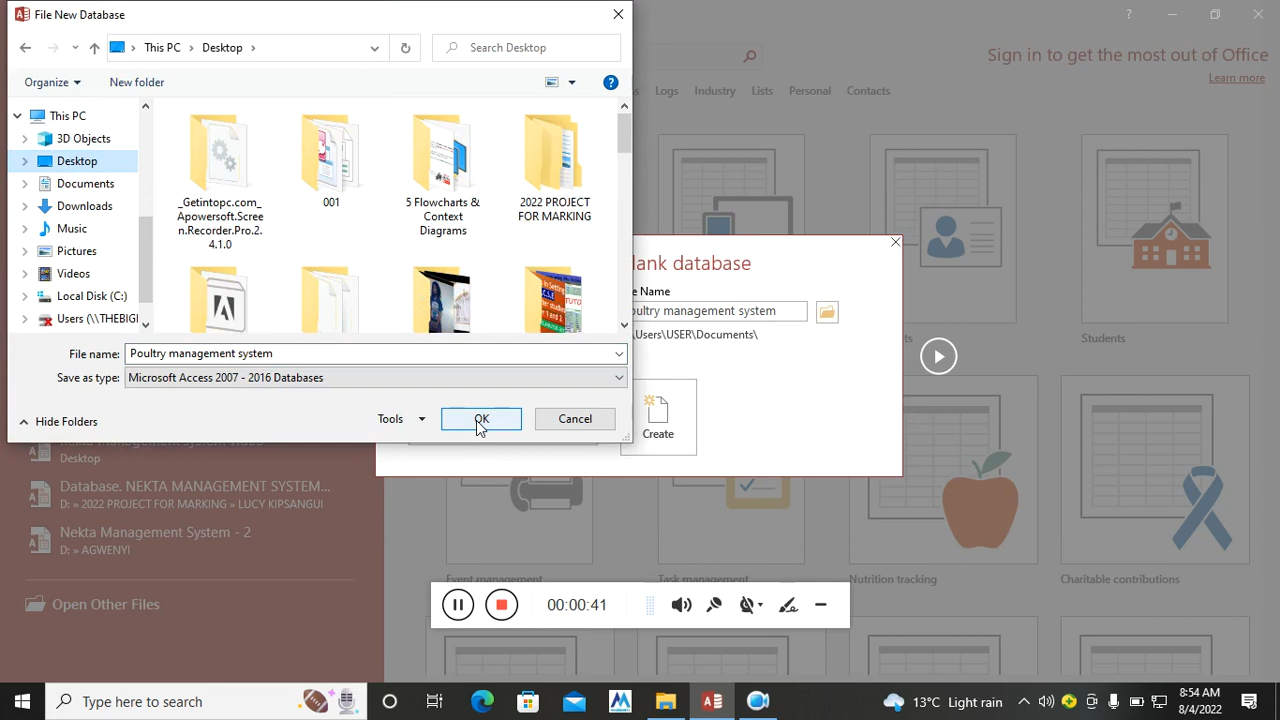 File New Database
This PC
Desktop
Search Desktop
Organize
New folder
This PC
3D Objects
Desktop
Documents
Downloads
Music
Pictures
Videos
Local Disk (C:)
Users (\\THEBI
_Getintopc.com_
Apowersoft.Scree
n.Recorder.Pro.2.
4.1.0
001
5 Flowcharts &
Context
Diagrams
2022 PROJECT
FOR MARKING
File name:
Poultry management system
Save as type:
Microsoft Access 2007 - 2016 Databases
Hide Folders
Tools
OK
Cancel
Sign in to get the most out of Office
Learn more
Logs
Industry
Lists
Personal
Contacts
Students
lank database
e Name
oultry management system
\Users\USER\Documents\
Create
Desktop
Database. NEKTA MANAGEMENT SYSTEM...
D: » 2022 PROJECT FOR MARKING » LUCY KIPSANGUI
Nekta Management System - 2
D: » AGWENYI
Open Other Files
Event management
Task management
Nutrition tracking
Charitable contributions
00:00:41
Type here to search
13°C Light rain
8:54 AM
8/4/2022